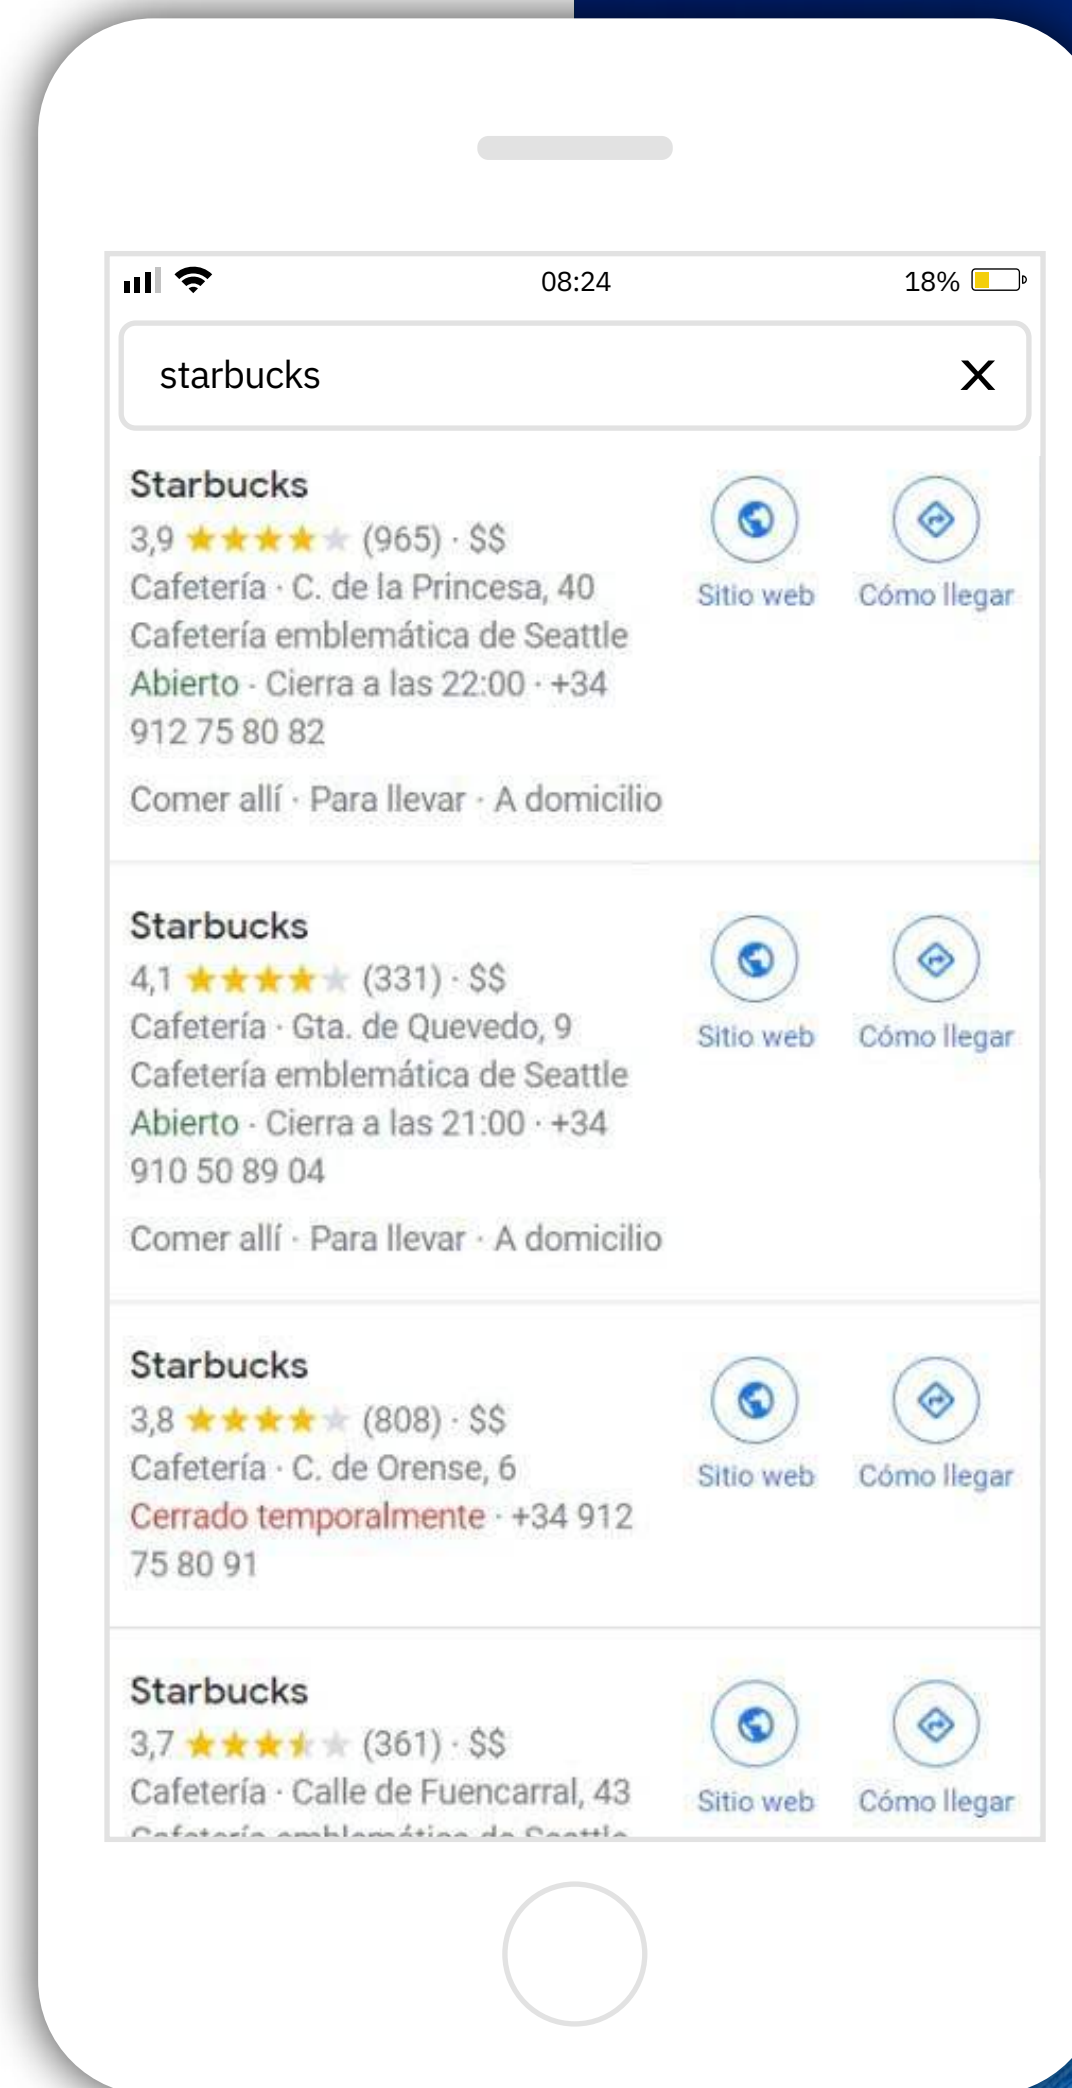 08:24
18%
starbucks
Starbucks
3,9 (965) · $$
Cafetería · C. de la Princesa, 40
Cafetería emblemática de Seattle
Abierto · Cierra a las 22:00 · +34
912 75 80 82
Comer allí · Para llevar · A domicilio
Sitio web
Cómo llegar
Starbucks
4,1 (331) · $$
Cafetería · Gta. de Quevedo, 9
Cafetería emblemática de Seattle
Abierto · Cierra a las 21:00 · +34
910 50 89 04
Comer allí · Para llevar · A domicilio
Sitio web
Cómo llegar
Starbucks
3,8 (808) · $$
Cafetería · C. de Orense, 6
Cerrado temporalmente · +34 912
75 80 91
Sitio web
Cómo llegar
Starbucks
3,7 (361) · $$
Cafetería · Calle de Fuencarral, 43
Cafetería emblemática de Seattle
Sitio web
Cómo llegar